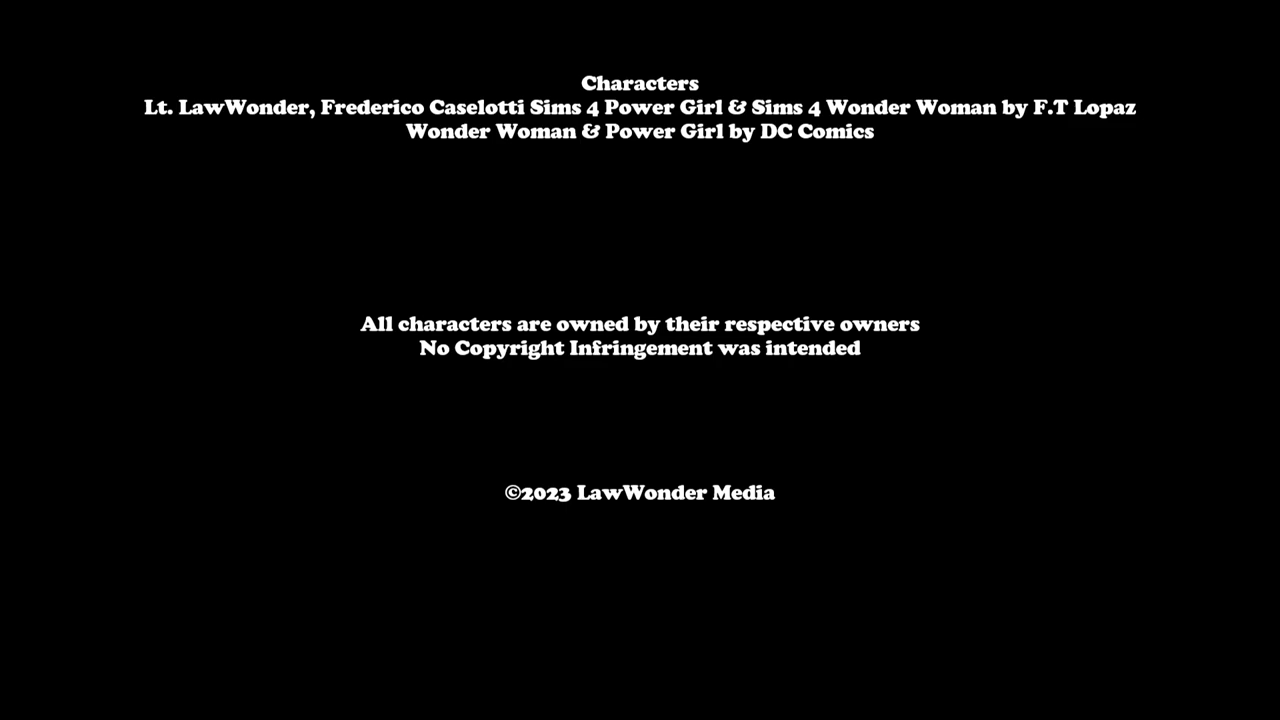 Characters
Lt. LawWonder, Frederico Caselotti Sims 4 Power Girl & Sims 4 Wonder Woman by F.T Lopaz
Wonder Woman & Power Girl by DC Comics
All characters are owned by their respective owners
No Copyright Infringement was intended
©2023 LawWonder Media